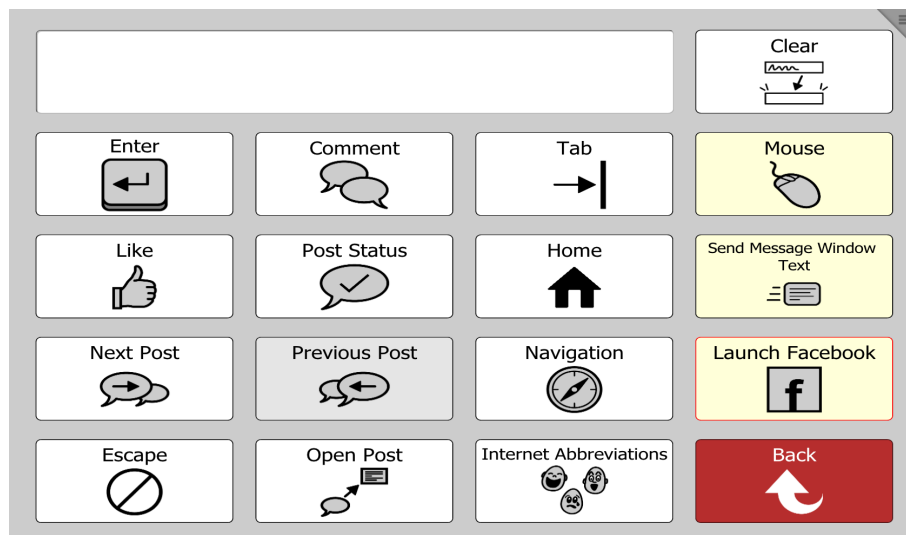 Clear
Enter
Comment
Tab
Mouse
Like
Post Status
Home
Send Message Window
Text
Next Post
Previous Post
Navigation
Launch Facebook
f
Escape
Open Post
Internet Abbreviations
Back